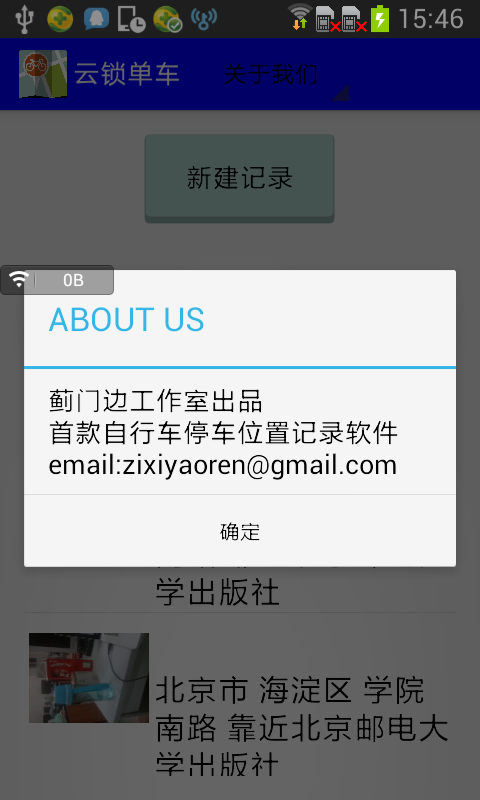 15:46
云锁单车 关于我们
新建记录
0B
ABOUT US
蓟门边工作室出品
首款自行车停车位置记录软件
email:zixiyaoren@gmail.com
确定
学出版社
北京市 海淀区 学院
南路 靠近北京邮电大
学出版社